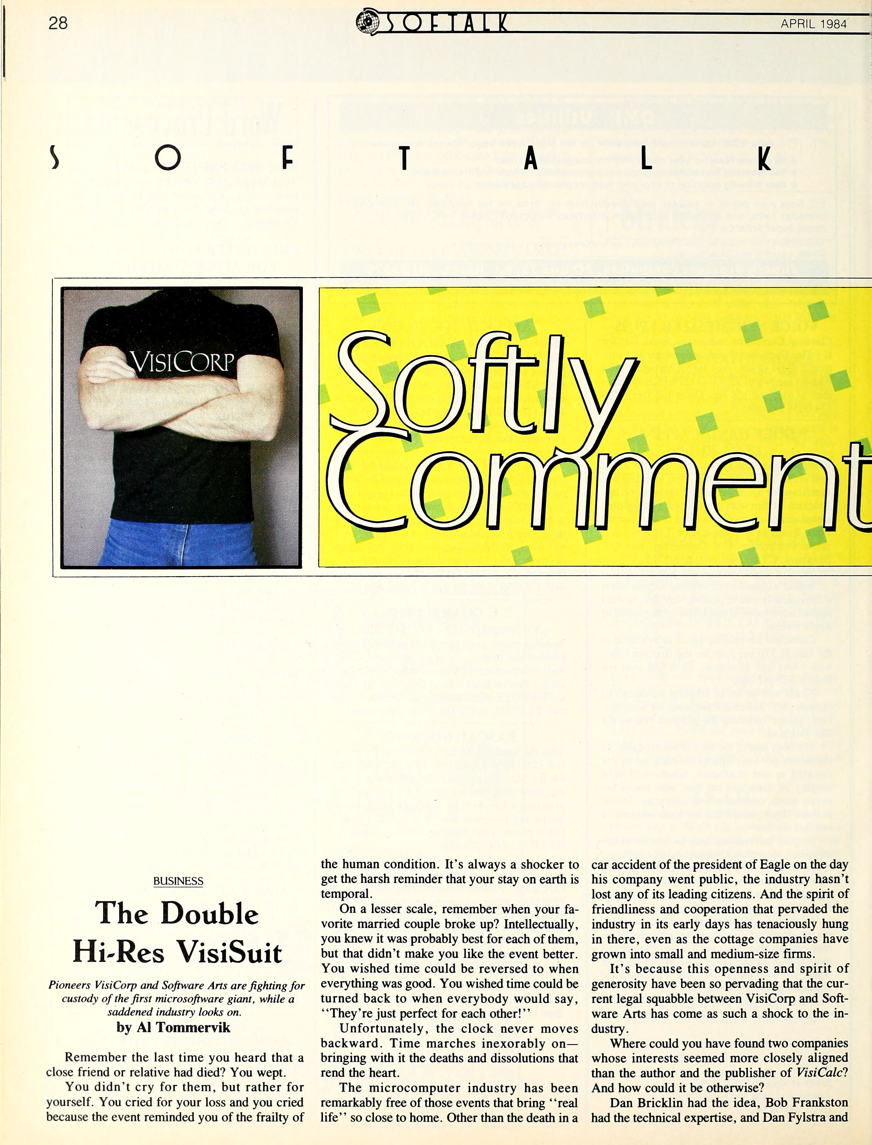 28
SOFTALK
APRIL 1984
S O F T A L K
VISICORP
Softly
Comment
BUSINESS
The Double
Hi-Res VisiSuit
Pioneers VisiCorp and Software Arts are fighting for
custody of the first microsoftware giant, while a
saddened industry looks on.
by Al Tommervik
Remember the last time you heard that a
close friend or relative had died? You wept.
You didn't cry for them, but rather for
yourself. You cried for your loss and you cried
because the event reminded you of the frailty of
the human condition. It's always a shocker to
get the harsh reminder that your stay on earth is
temporal.
On a lesser scale, remember when your fa-
vorite married couple broke up? Intellectually,
you knew it was probably best for each of them,
but that didn't make you like the event better.
You wished time could be reversed to when
everything was good. You wished time could be
turned back to when everybody would say,
"They're just perfect for each other!"
Unfortunately, the clock never moves
backward. Time marches inexorably on—
bringing with it the deaths and dissolutions that
rend the heart.
The microcomputer industry has been
remarkably free of those events that bring "real
life" so close to home. Other than the death in a
car accident of the president of Eagle on the day
his company went public, the industry hasn't
lost any of its leading citizens. And the spirit of
friendliness and cooperation that pervaded the
industry in its early days has tenaciously hung
in there, even as the cottage companies have
grown into small and medium-size firms.
It's because this openness and spirit of
generosity have been so pervading that the cur-
rent legal squabble between VisiCorp and Soft-
ware Arts has come as such a shock to the in-
dustry.
Where could you have found two companies
whose interests seemed more closely aligned
than the author and the publisher of VisiCalc?
And how could it be otherwise?
Dan Bricklin had the idea, Bob Frankston
had the technical expertise, and Dan Fylstra and